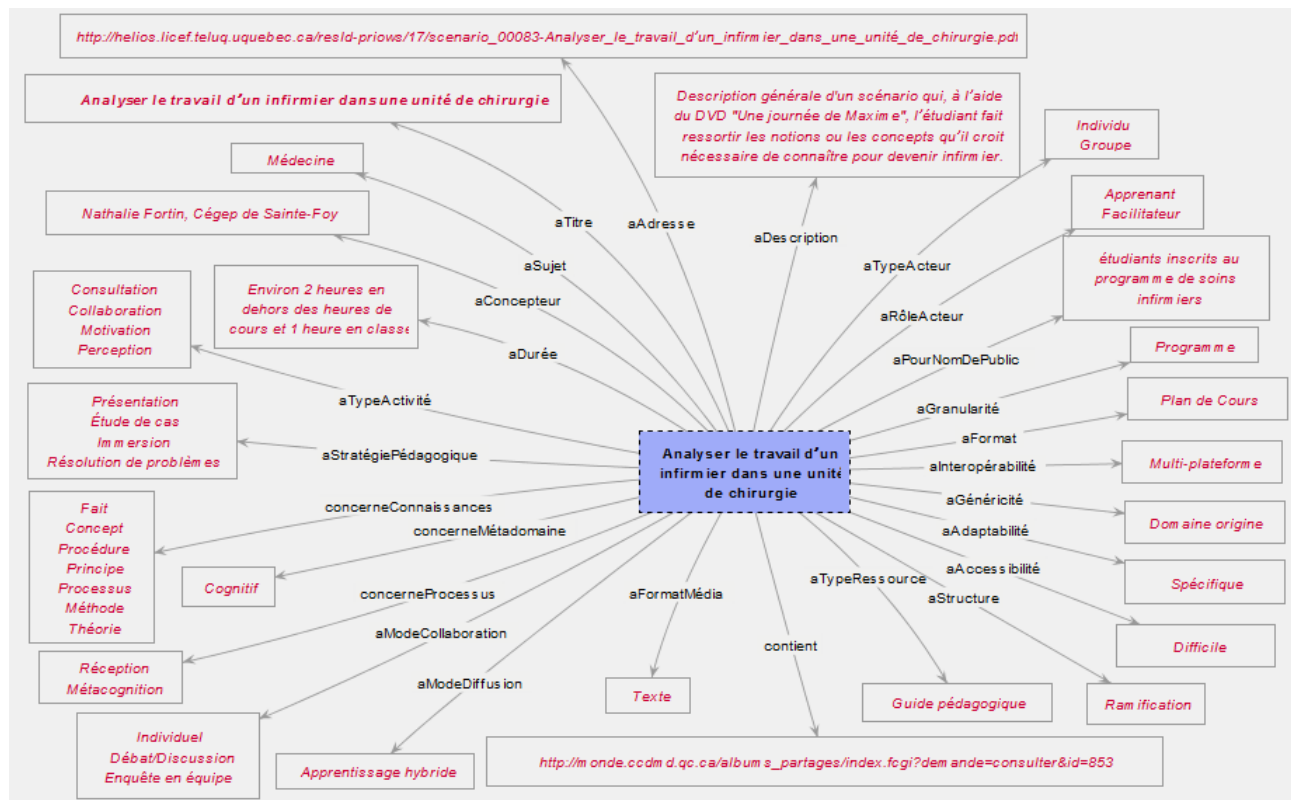 http://helios.licef.teluq.uquebec.ca/resId-priows/17/scenario_00083-Analyser_le_travail_d'un_infirmier_dans_une_unité_de_chirurgie.pdf
Analyser le travail d'un infirmier dansune unité de chirurgie
Description générale d'un scénario qui, à l'aide
du DVD "Une journée de Maxime", l'étudiant fait
ressortir les notions ou les concepts qu'il croit
nécessaire de connaître pour devenir infirmier.
Individu
Groupe
Médecine
Apprenant
Facilitateur
Nathalie Fortin, Cégep de Sainte-Foy
aTitre
aAdresse
aDescription
étudiants inscrits au
programme de soins
infirmiers
aSujet
aTypeActeur
Environ 2 heures en
dehors des heures de
cours et 1 heure en classe
Consultation
Collaboration
Motivation
Perception
aConcepteur
aRôleActeur
aDurée
aPourNomDePublic
Programme
aTypeActivité
aGranularité
Plan de Cours
Présentation
Étude de cas
Immersion
Résolution de problèmes
aStratégiePédagogique
aFormat
Analyser le travail d'un
infirmier dans une unité
de chirurgie
aInteropérabilité
Multi-plateforme
concerneConnaissances
aGénéricité
Domaine origine
Fait
Concept
Procédure
Principe
Processus
Méthode
Théorie
concerneMétadomaine
aAdaptabilité
Cognitif
aAccessibilité
Spécifique
concerneProcessus
aFormatMédia
aTypeRessource
aStructure
aModeCollaboration
contient
Difficile
Réception
Métacognition
aModeDiffusion
Texte
Guide pédagogique
Ramification
Individuel
Débat/Discussion
Enquête en équipe
Apprentissage hybride
http://monde.ccdmd.qc.ca/albums_partages/index.fcgi?demande=consulter&id=853